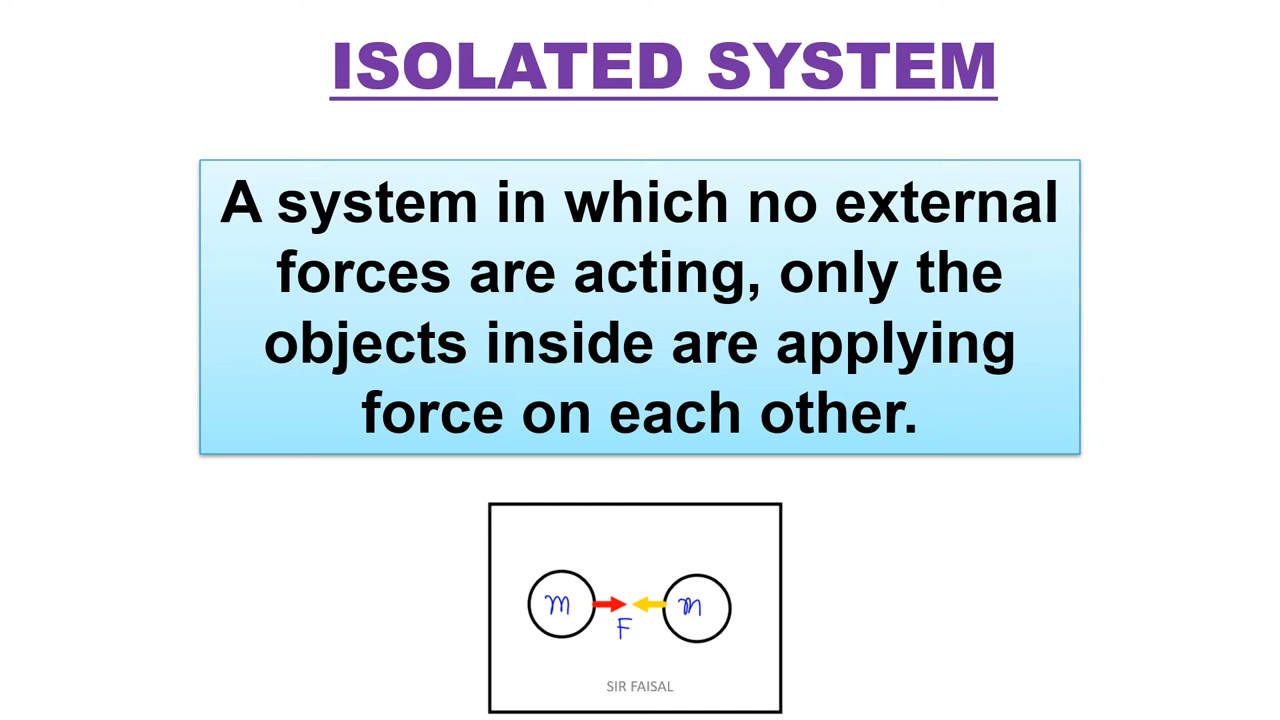 ISOLATED SYSTEM
A system in which no external
forces are acting, only the
objects inside are applying
force on each other.
m m
F
SIR FAISAL